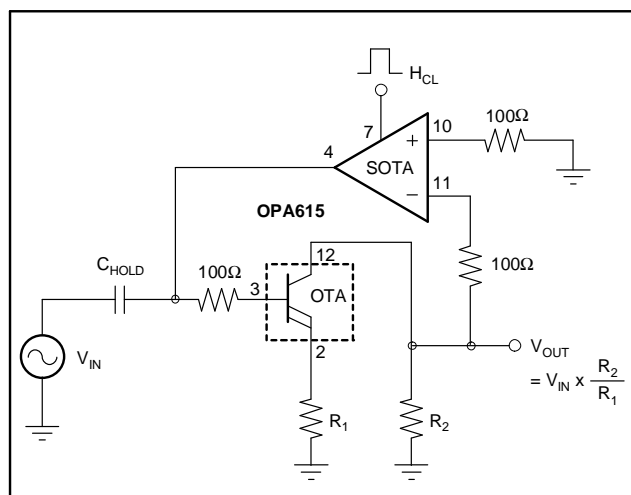 H_CL
100Ω
7
10
4
+
SOTA
11
−
OPA615
100Ω
C_HOLD
100Ω
12
3
OTA
V_IN
2
V_OUT
= V_IN x R_2/R_1
R_1
R_2